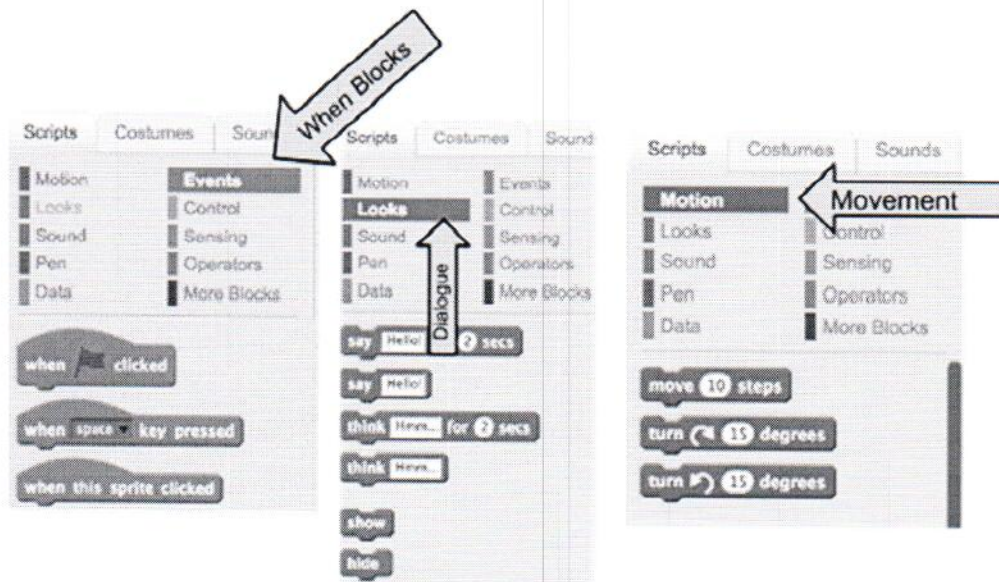 When Blocks
Scripts Costumes Soun
Motion Events
Looks Control
Sound Sensing
Pen Operators
Data More Blocks
when clicked
when space key pressed
when this sprite clicked
Scripts Costumes Sound
Motion Events
Looks Control
Sound Sensing
Pen Operators
Data More Blocks
Dialogue
say Hello! 2 secs
say Hello!
think Hmm... for 2 secs
think Hmm...
show
hide
Scripts Costumes Sounds
Motion
Movement
Looks Control
Sound Sensing
Pen Operators
Data More Blocks
move 10 steps
turn 15 degrees
turn 15 degrees